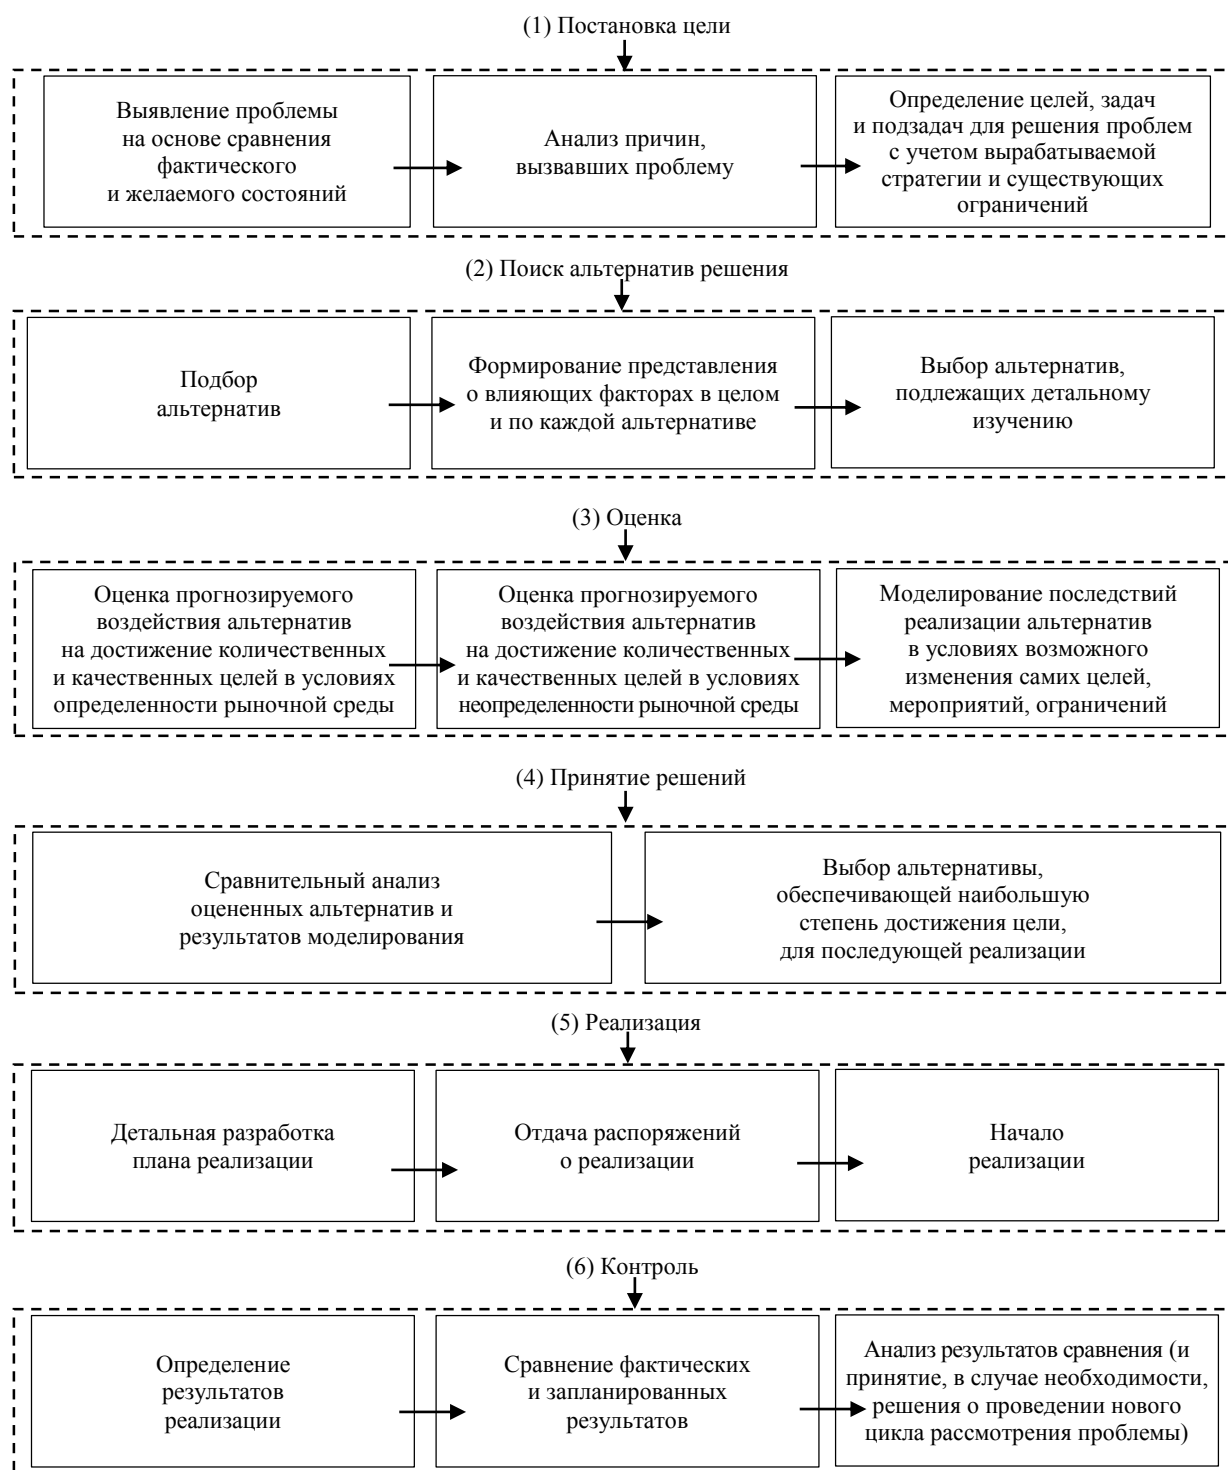 (1) Постановка цели
Выявление проблемы
на основе сравнения
фактического
и желаемого состояний
Анализ причин,
вызвавших проблему
Определение целей, задач
и подзадач для решения проблем
с учетом вырабатываемой
стратегии и существующих
ограничений
(2) Поиск альтернатив решения
Подбор
альтернатив
Формирование представления
о влияющих факторах в целом
и по каждой альтернативе
Выбор альтернатив,
подлежащих детальному
изучению
(3) Оценка
Оценка прогнозируемого
воздействия альтернатив
на достижение количественных
и качественных целей в условиях
определенности рыночной среды
Оценка прогнозируемого
воздействия альтернатив
на достижение количественных
и качественных целей в условиях
неопределенности рыночной среды
Моделирование последствий
реализации альтернатив
в условиях возможного
изменения самих целей,
мероприятий, ограничений
(4) Принятие решений
Сравнительный анализ
оцененных альтернатив и
результатов моделирования
Выбор альтернативы,
обеспечивающей наибольшую
степень достижения цели,
для последующей реализации
(5) Реализация
Детальная разработка
плана реализации
Отдача распоряжений
о реализации
Начало
реализации
(6) Контроль
Определение
результатов
реализации
Сравнение фактических
и запланированных
результатов
Анализ результатов сравнения (и
принятие, в случае необходимости,
решения о проведении нового
цикла рассмотрения проблемы)